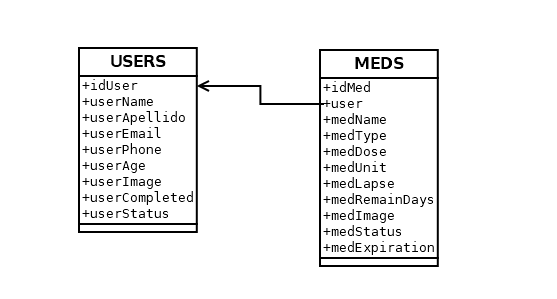 USERS
+idUser
+userName
+userApellido
+userEmail
+userPhone
+userAge
+userImage
+userCompleted
+userStatus
MEDS
+idMed
+user
+medName
+medType
+medDose
+medUnit
+medLapse
+medRemainDays
+medImage
+medStatus
+medExpiration